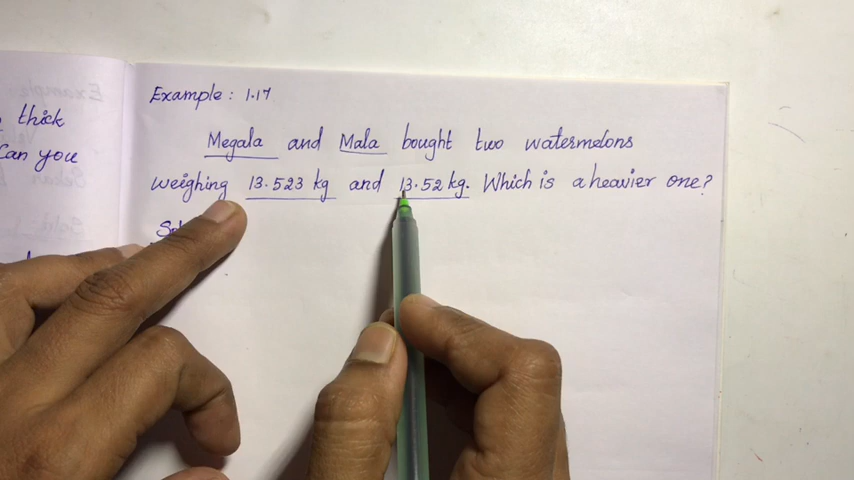 thick
Can you
Example : 1.17
Megala and Mala bought two watermelons
weighing 13.523 kg and 13.52 kg. Which is a heavier one?